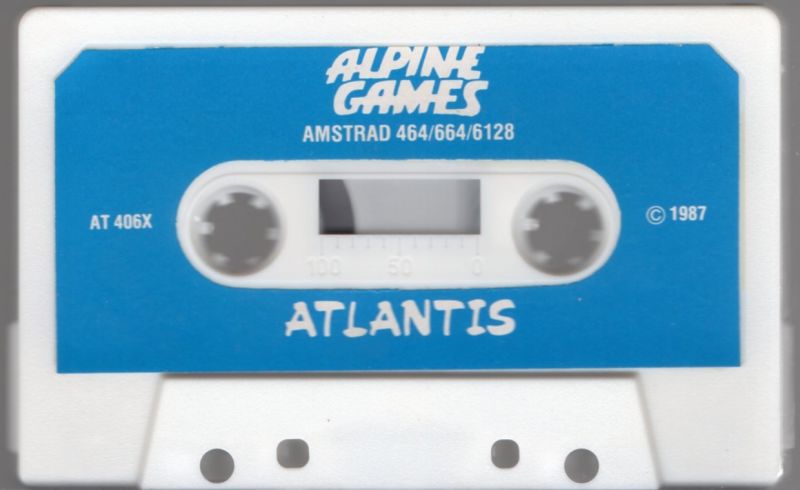 ALPINE
GAMES
AMSTRAD 464/664/6128
AT 406X
© 1987
100 50 0
ATLANTIS